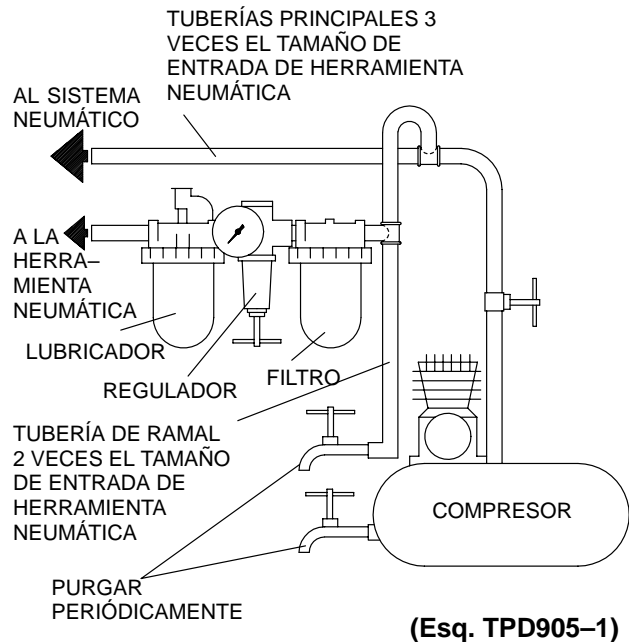 TUBERÍAS PRINCIPALES 3
VECES EL TAMAÑO DE
ENTRADA DE HERRAMIENTA
NEUMÁTICA
AL SISTEMA
NEUMÁTICO
A LA
HERRA–
MIENTA
NEUMÁTICA
LUBRICADOR
REGULADOR
FILTRO
TUBERÍA DE RAMAL
2 VECES EL TAMAÑO
DE ENTRADA DE
HERRAMIENTA
NEUMÁTICA
COMPRESOR
PURGAR
PERIÓDICAMENTE
(Esq. TPD905–1)